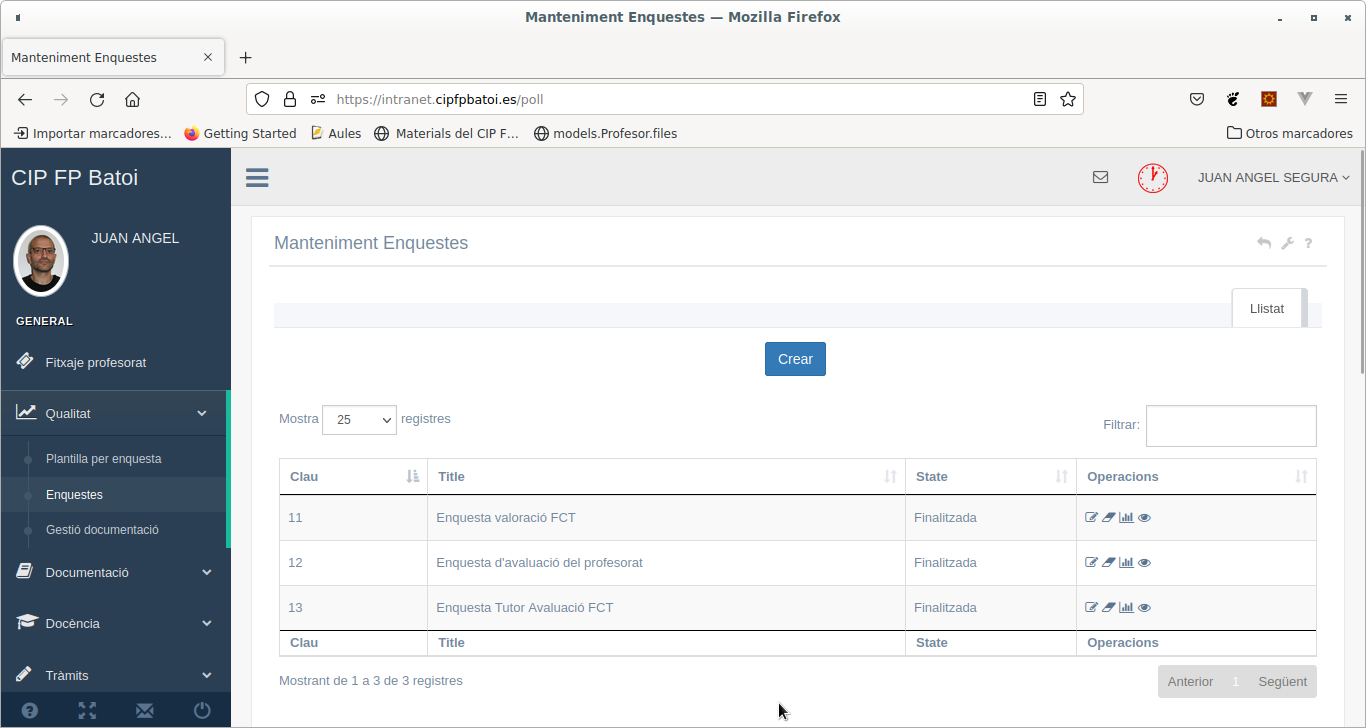 Manteniment Enquestes — Mozilla Firefox
Manteniment Enquestes
https://intranet.cipfpbatoi.es/poll
Importar marcadores… Getting Started Aules Materials del CIP F… models.Profesor.files Otros marcadores
CIP FP Batoi
JUAN ANGEL SEGURA
JUAN ANGEL
GENERAL
Fitxaje profesorat
Qualitat
Plantilla per enquesta
Enquestes
Gestió documentació
Documentació
Docència
Tràmits
Manteniment Enquestes
Llistat
Crear
Mostra 25 registres
Filtrar:
Clau Title State Operacions
11 Enquesta valoració FCT Finalitzada
12 Enquesta d'avaluació del profesorat Finalitzada
13 Enquesta Tutor Avaluació FCT Finalitzada
Clau Title State Operacions
Mostrant de 1 a 3 de 3 registres
Anterior 1 Següent